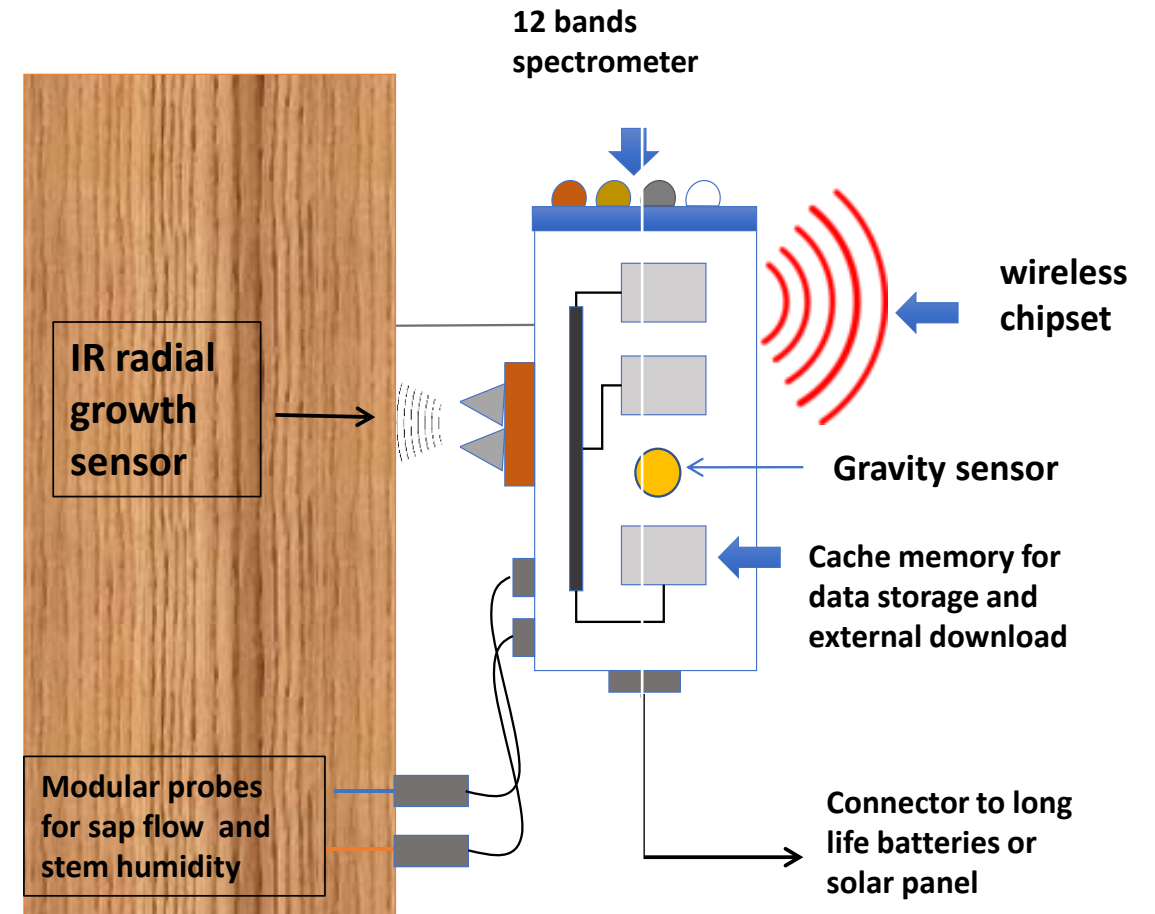 12 bands
spectrometer
wireless
chipset
IR radial
growth
sensor
Gravity sensor
Cache memory for
data storage and
external download
Modular probes
for sap flow and
stem humidity
Connector to long
life batteries or
solar panel